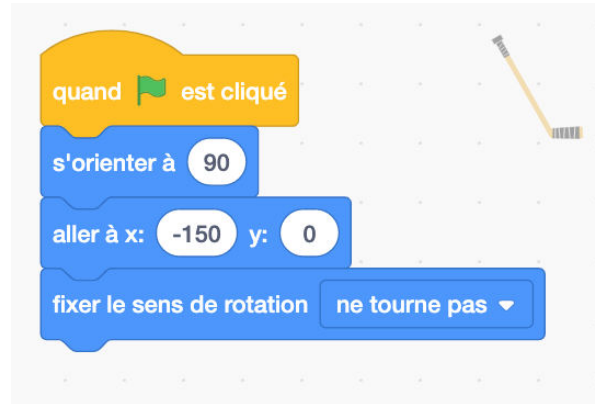 quand est cliqué
s'orienter à 90
aller à x: -150 y: 0
fixer le sens de rotation ne tourne pas